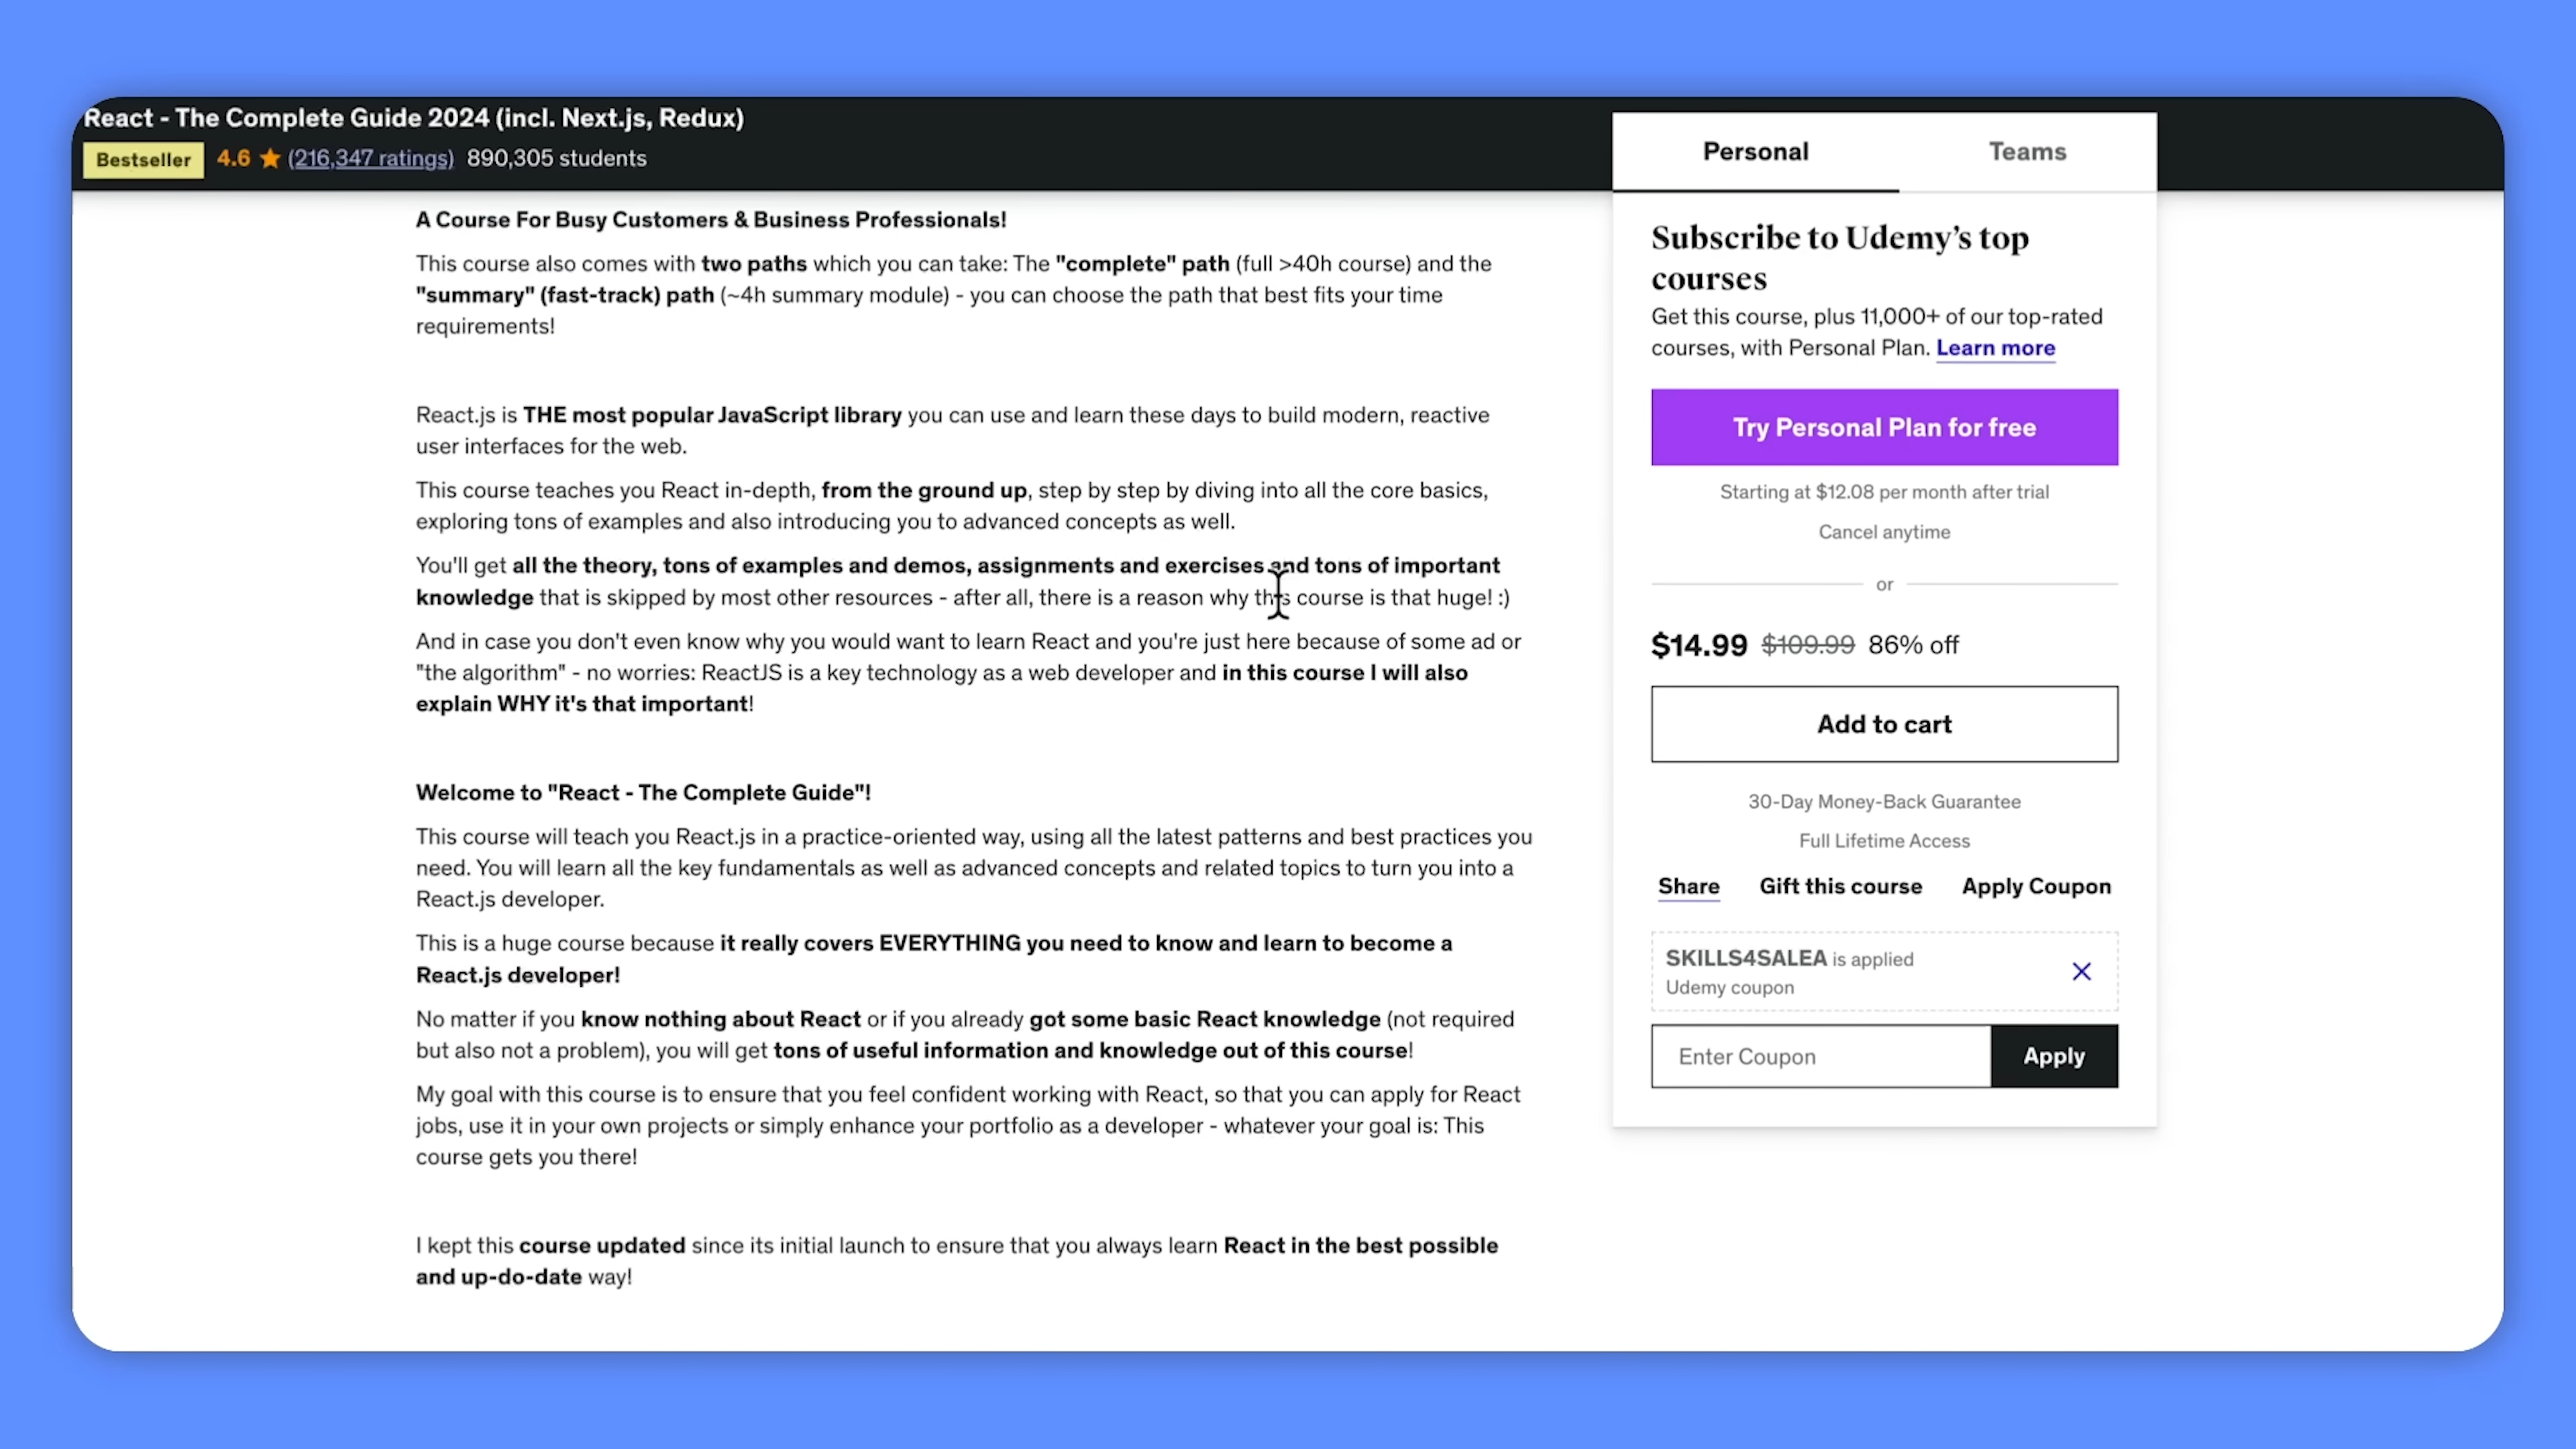 React - The Complete Guide 2024 (incl. Next.js, Redux)
Bestseller 4.6 (216,347 ratings) 890,305 students
A Course For Busy Customers & Business Professionals!
This course also comes with two paths which you can take: The "complete" path (full >40h course) and the
"summary" (fast-track) path (~4h summary module) - you can choose the path that best fits your time
requirements!
React.js is THE most popular JavaScript library you can use and learn these days to build modern, reactive
user interfaces for the web.
This course teaches you React in-depth, from the ground up, step by step by diving into all the core basics,
exploring tons of examples and also introducing you to advanced concepts as well.
You'll get all the theory, tons of examples and demos, assignments and exercises and tons of important
knowledge that is skipped by most other resources - after all, there is a reason why this course is that huge! :)
And in case you don't even know why you would want to learn React and you're just here because of some ad or
"the algorithm" - no worries: ReactJS is a key technology as a web developer and in this course I will also
explain WHY it's that important!
Welcome to "React - The Complete Guide"!
This course will teach you React.js in a practice-oriented way, using all the latest patterns and best practices you
need. You will learn all the key fundamentals as well as advanced concepts and related topics to turn you into a
React.js developer.
This is a huge course because it really covers EVERYTHING you need to know and learn to become a
React.js developer!
No matter if you know nothing about React or if you already got some basic React knowledge (not required
but also not a problem), you will get tons of useful information and knowledge out of this course!
My goal with this course is to ensure that you feel confident working with React, so that you can apply for React
jobs, use it in your own projects or simply enhance your portfolio as a developer - whatever your goal is: This
course gets you there!
I kept this course updated since its initial launch to ensure that you always learn React in the best possible
and up-do-date way!
Personal Teams
Subscribe to Udemy’s top
courses
Get this course, plus 11,000+ of our top-rated
courses, with Personal Plan. Learn more
Try Personal Plan for free
Starting at $12.08 per month after trial
Cancel anytime
or
$14.99 $109.99 86% off
Add to cart
30-Day Money-Back Guarantee
Full Lifetime Access
Share Gift this course Apply Coupon
SKILLS4SALEA is applied
Udemy coupon
Enter Coupon Apply